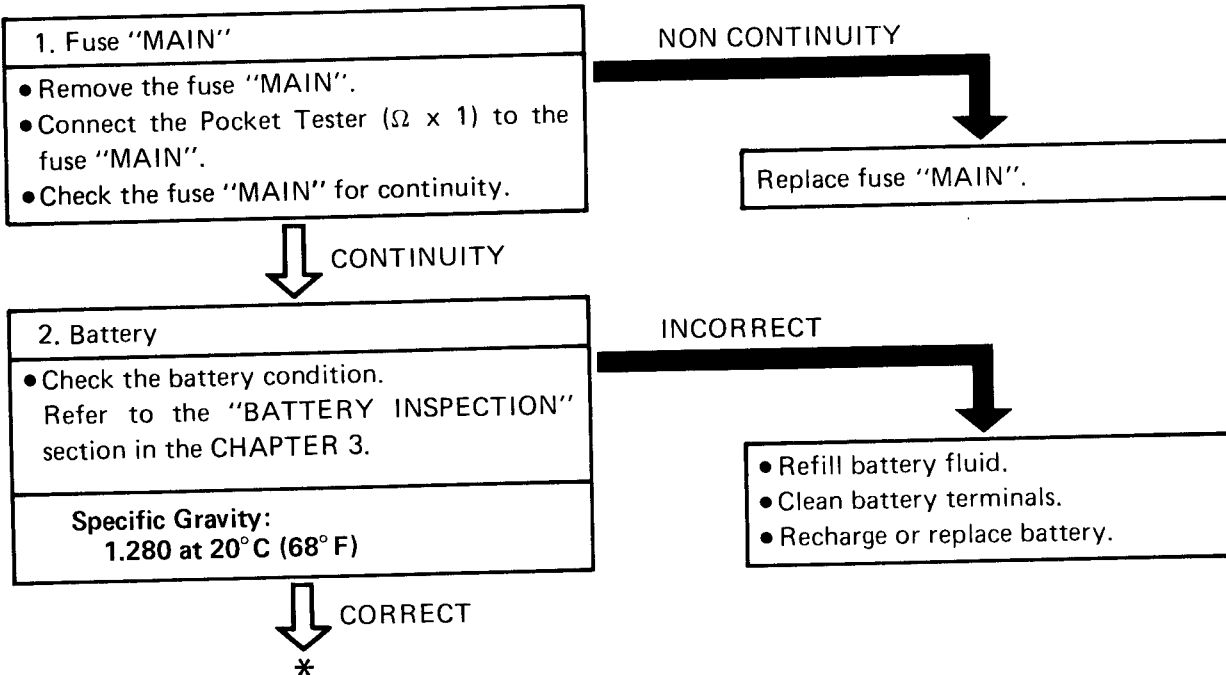 1. Fuse "MAIN"
NON CONTINUITY
● Remove the fuse "MAIN".
● Connect the Pocket Tester (Ω x 1) to the
fuse "MAIN".
● Check the fuse "MAIN" for continuity.
Replace fuse "MAIN".
CONTINUITY
2. Battery
INCORRECT
● Check the battery condition.
Refer to the "BATTERY INSPECTION"
section in the CHAPTER 3.
● Refill battery fluid.
● Clean battery terminals.
● Recharge or replace battery.
Specific Gravity:
1.280 at 20°C (68°F)
CORRECT
*